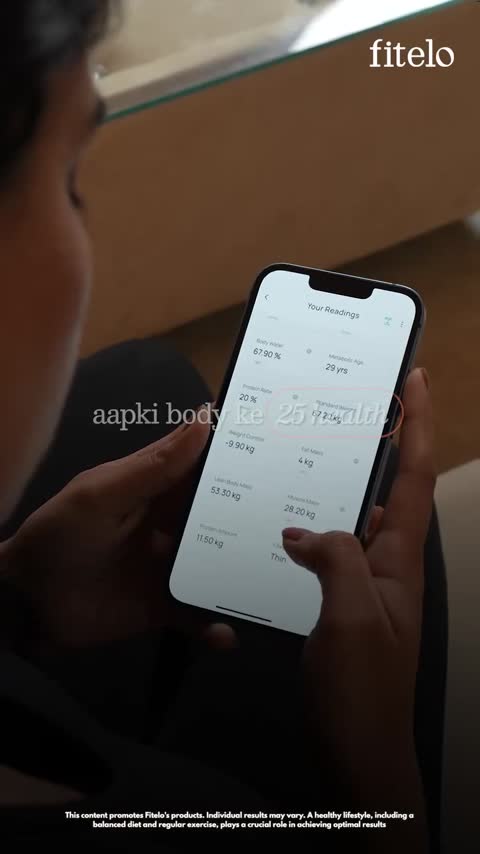 fitelo
Your Readings
Body Water
67.90 %
Metabolic Age
29 yrs
Protein Rate
20 %
aapki body ke 25 health
Weight Control
-9.90 kg
Fat Mass
4 kg
Lean Body Mass
53.30 kg
Muscle Mass
28.20 kg
Protein Amount
11.50 kg
Thin
This content promotes Fitelo's products. Individual results may vary. A healthy lifestyle, including a
balanced diet and regular exercise, plays a crucial role in achieving optimal results